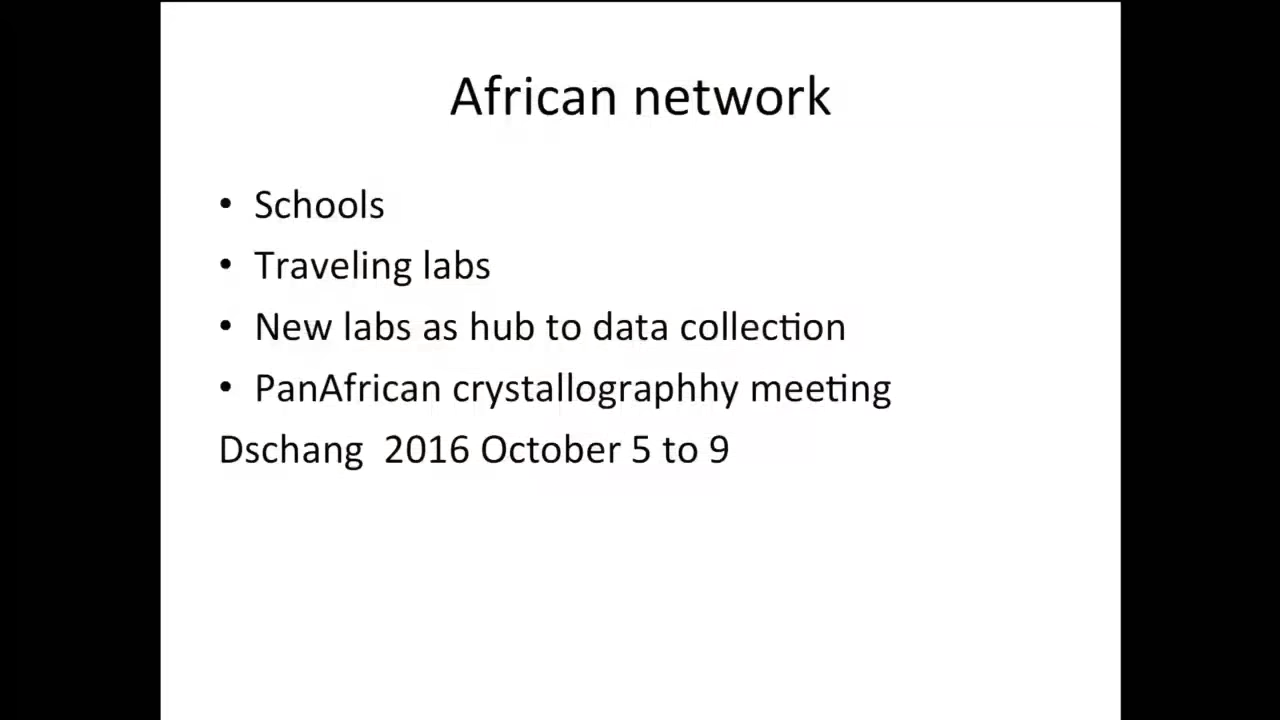 African network
• Schools
• Traveling labs
• New labs as hub to data collection
• PanAfrican crystallographhy meeting
Dschang  2016 October 5 to 9